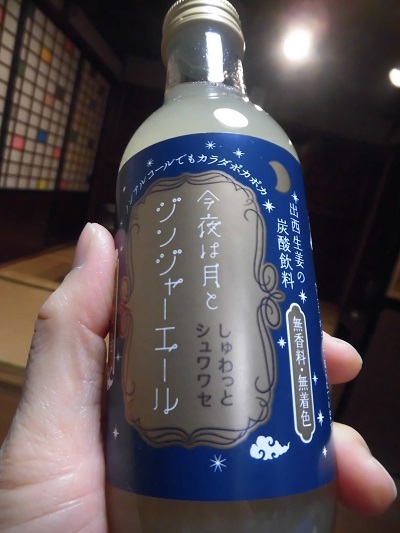 ノンアルコールでもカラダポカポカ
出西生姜の
炭酸飲料
無香料・無着色
今夜は月と
ジンジャーエール
しゅわっと
シュワワセ